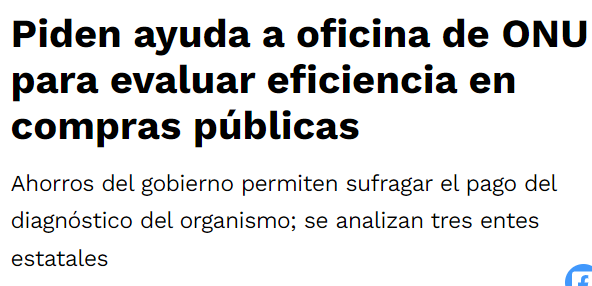 Piden ayuda a oficina de ONU
para evaluar eficiencia en
compras públicas
Ahorros del gobierno permiten sufragar el pago del
diagnóstico del organismo; se analizan tres entes
estatales